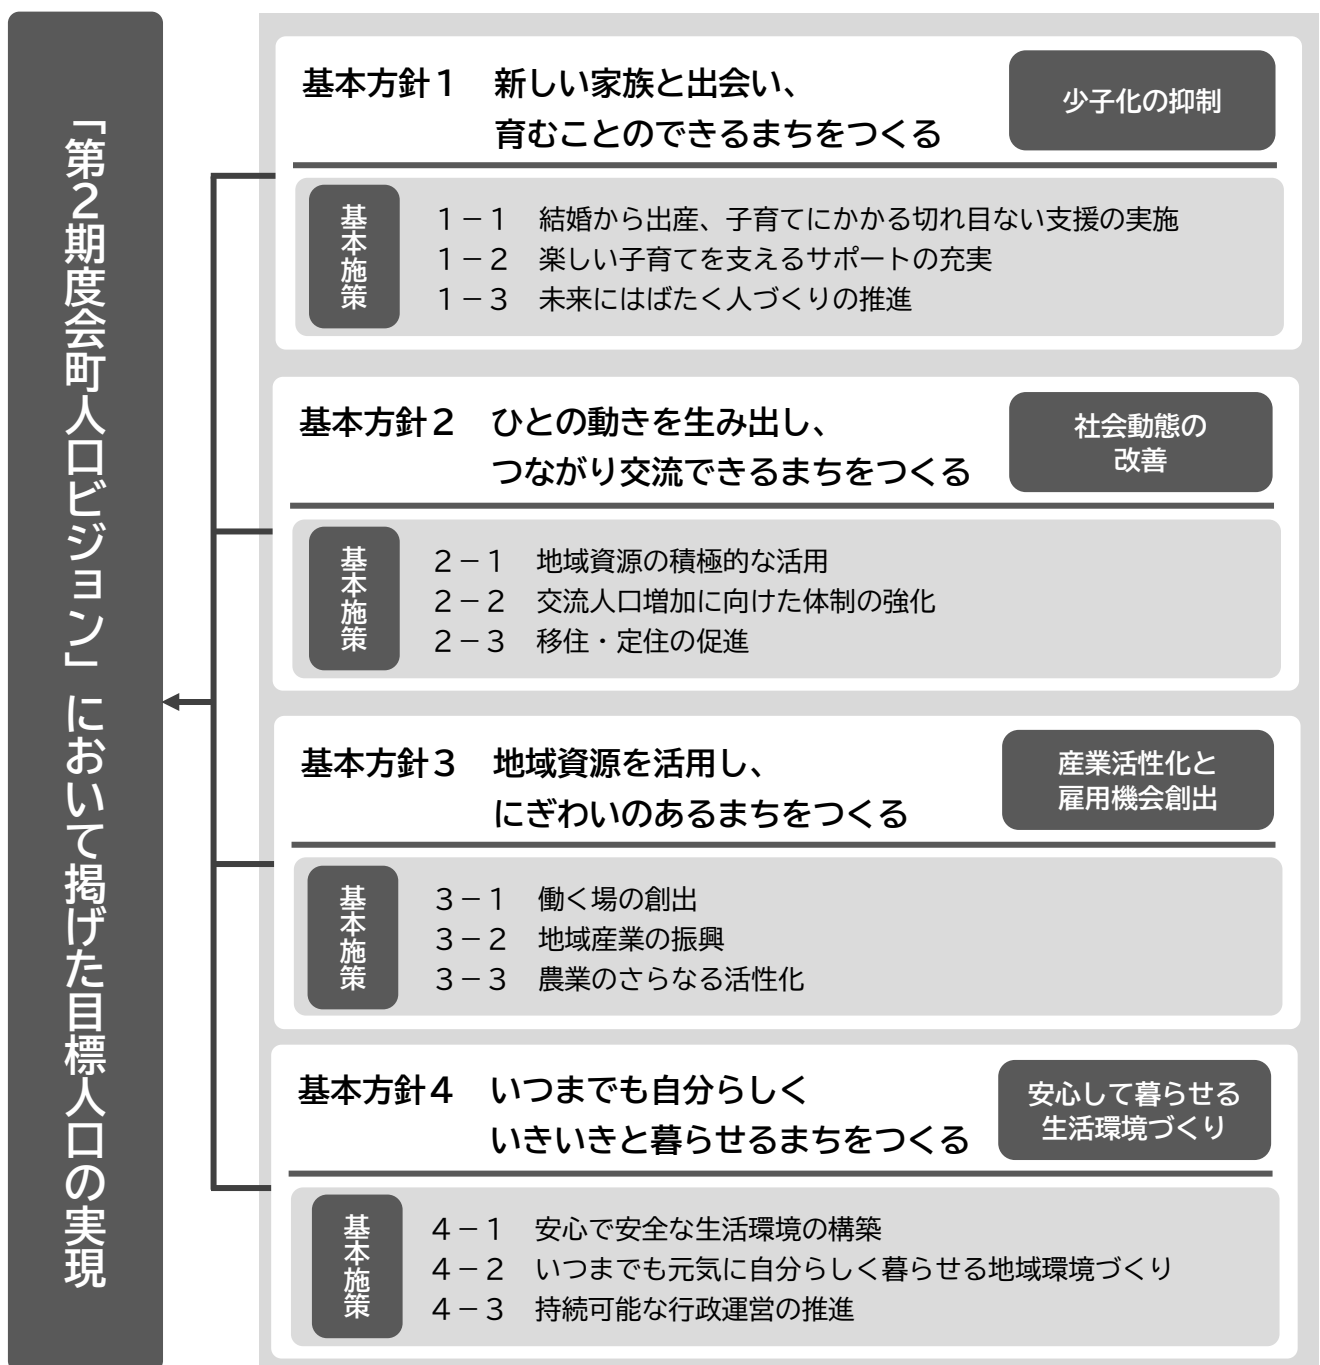 「第2期度会町人口ビジョン」において掲げた目標人口の実現
基本方針1　新しい家族と出会い、
育むことのできるまちをつくる
少子化の抑制
基本施策
1－1　結婚から出産、子育てにかかる切れ目ない支援の実施
1－2　楽しい子育てを支えるサポートの充実
1－3　未来にはばたく人づくりの推進
基本方針2　ひとの動きを生み出し、
つながり交流できるまちをつくる
社会動態の
改善
基本施策
2－1　地域資源の積極的な活用
2－2　交流人口増加に向けた体制の強化
2－3　移住・定住の促進
基本方針3　地域資源を活用し、
にぎわいのあるまちをつくる
産業活性化と
雇用機会創出
基本施策
3－1　働く場の創出
3－2　地域産業の振興
3－3　農業のさらなる活性化
基本方針4　いつまでも自分らしく
いきいきと暮らせるまちをつくる
安心して暮らせる
生活環境づくり
基本施策
4－1　安心で安全な生活環境の構築
4－2　いつまでも元気に自分らしく暮らせる地域環境づくり
4－3　持続可能な行政運営の推進